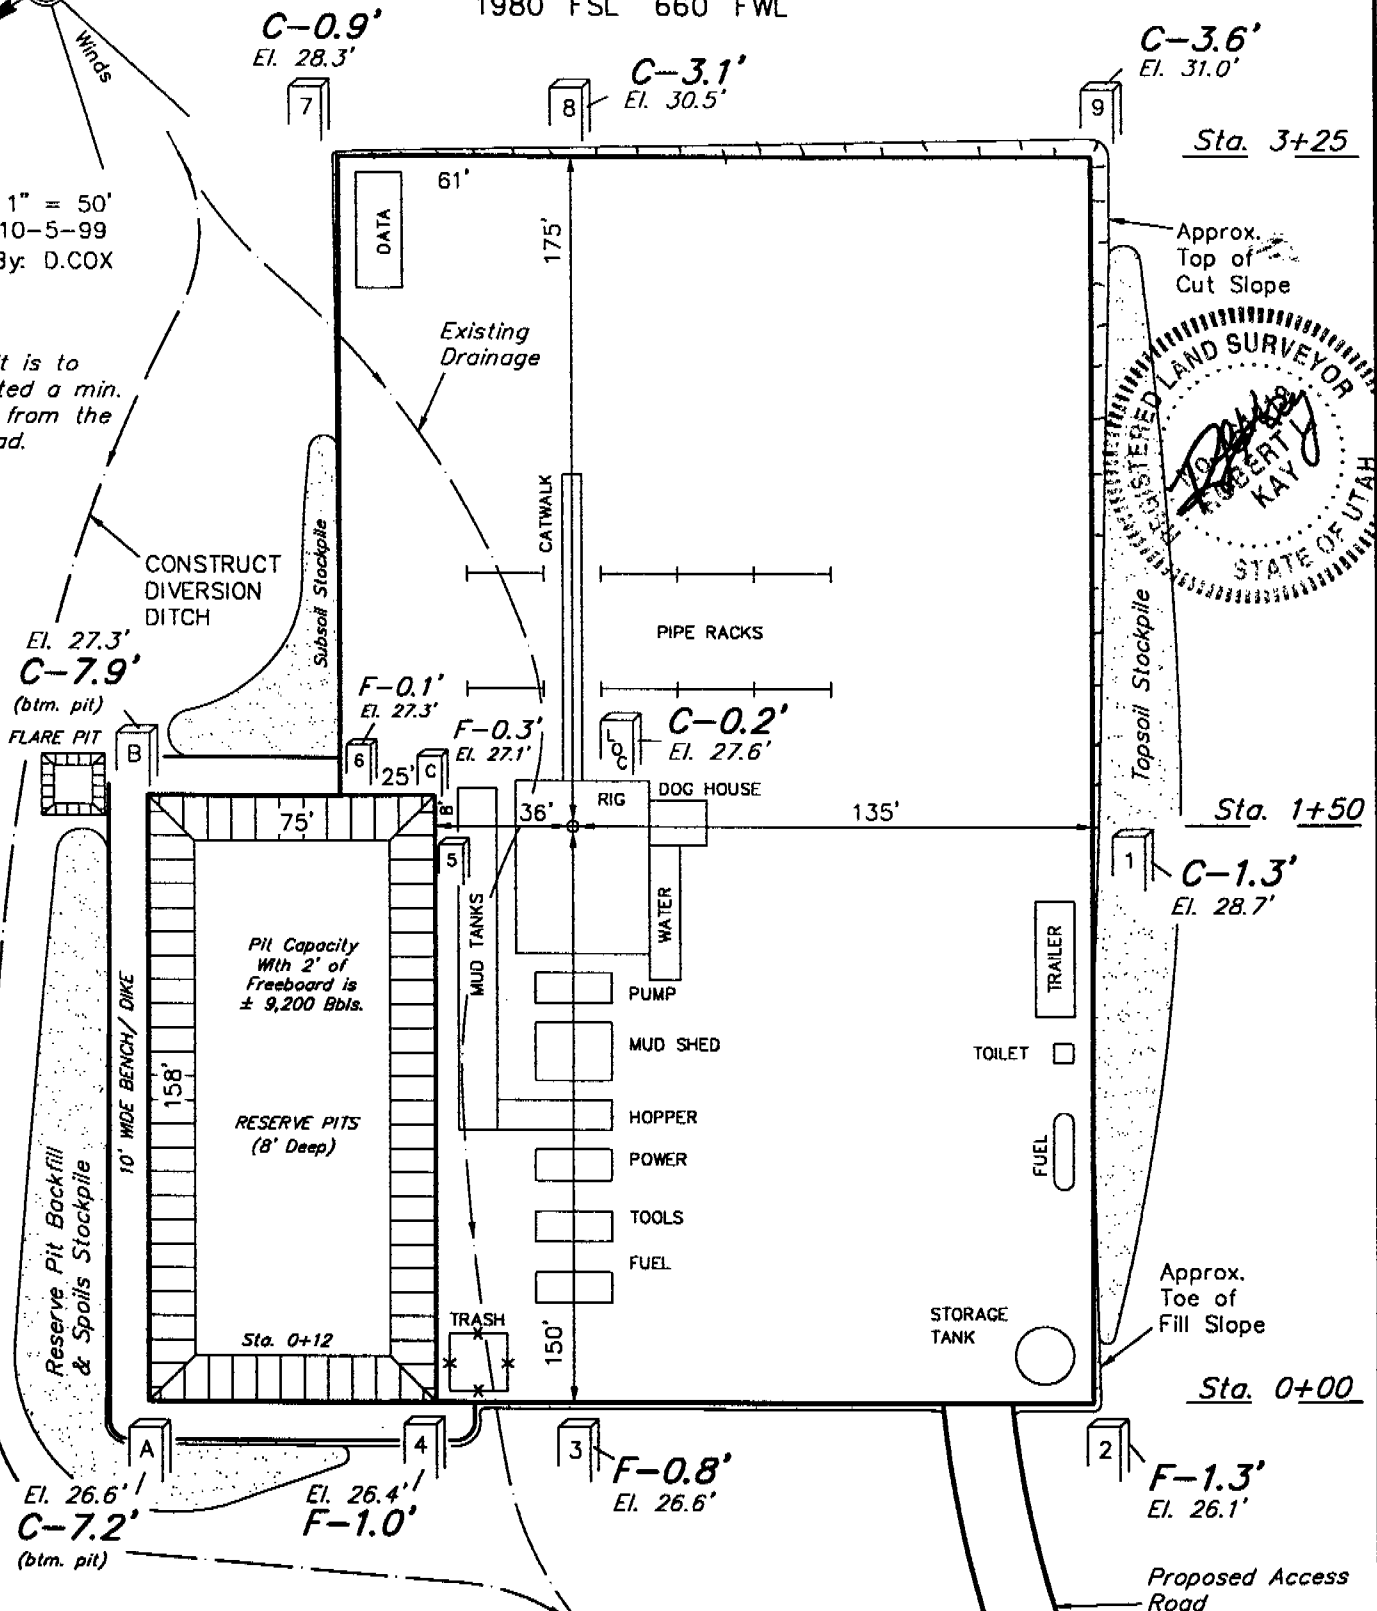 1980' FSL 660' FWL
Winds
C-0.9'
El. 28.3'
7
C-3.1'
El. 30.5'
8
C-3.6'
El. 31.0'
9
Sta. 3+25
1" = 50'
10-5-99
By: D.COX
61'
DATA
175'
Approx.
Top of
Cut Slope
Existing
Drainage
it is to
a min.
from the
REGISTERED LAND SURVEYOR
ROBERT
KAY
STATE OF UTAH
CONSTRUCT
DIVERSION
DITCH
Subsoil Stockpile
CATWALK
PIPE RACKS
Topsoil Stockpile
El. 27.3'
C-7.9'
(btm. pit)
FLARE PIT
B
F-0.1'
El. 27.3'
6
25'
C
F-0.3'
El. 27.1'
LOC
C-0.2'
El. 27.6'
RIG
DOG HOUSE
75'
8'
36'
135'
Sta. 1+50
5
1
C-1.3'
El. 28.7'
MUD TANKS
WATER
TRAILER
Pit Capacity
With 2' of
Freeboard is
± 9,200 Bbls.
PUMP
MUD SHED
TOILET
10' WIDE BENCH/ DIKE
158'
RESERVE PITS
(8' Deep)
HOPPER
POWER
FUEL
TOOLS
FUEL
Reserve Pit Backfill
& Spoils Stockpile
Sta. 0+12
TRASH
150'
STORAGE
TANK
Approx.
Toe of
Fill Slope
Sta. 0+00
A
4
3
2
El. 26.6'
C-7.2'
(btm. pit)
El. 26.4'
F-1.0'
F-0.8'
El. 26.6'
F-1.3'
El. 26.1'
Proposed Access
Road